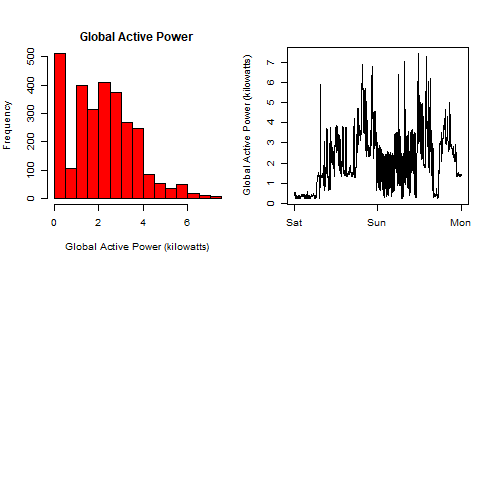 Global Active Power
Frequency
0 100 200 300 400 500
0 2 4 6
Global Active Power (kilowatts)
Global Active Power (kilowatts)
0 1 2 3 4 5 6 7
Sat Sun Mon